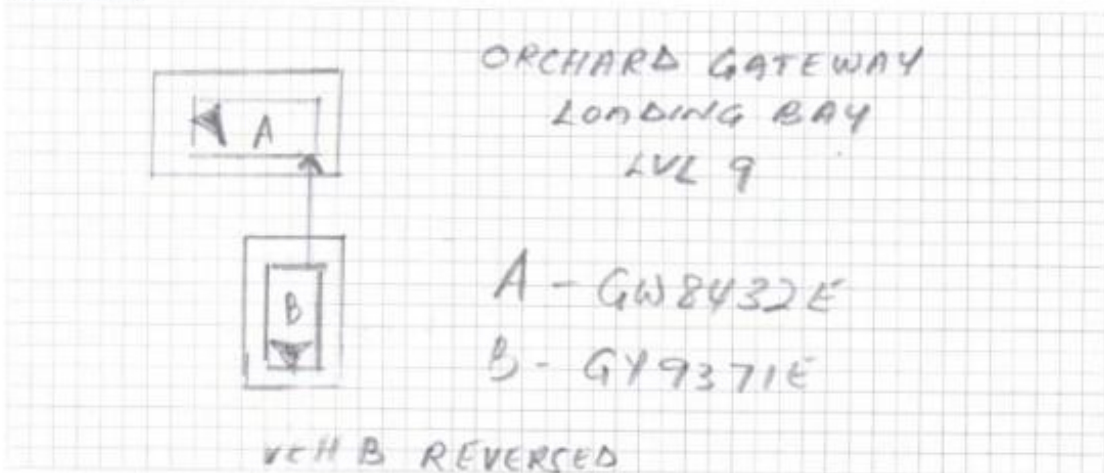 ORCHARD GATEWAY
LOADING BAY
LVL 9
A
B
A - GW8432E
B - GY9371E
VEH B REVERSED